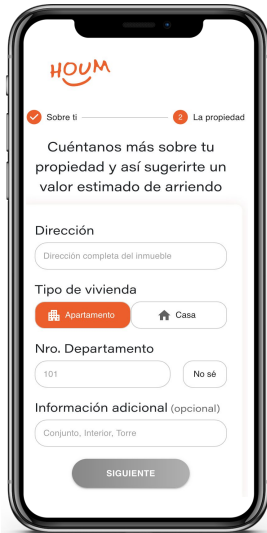 HOUM
Sobre ti
2 La propiedad
Cuéntanos más sobre tu
propiedad y así sugerirte un
valor estimado de arriendo
Dirección
Dirección completa del inmueble
Tipo de vivienda
Apartamento Casa
Nro. Departamento
101 No sé
Información adicional (opcional)
Conjunto, Interior, Torre
SIGUIENTE